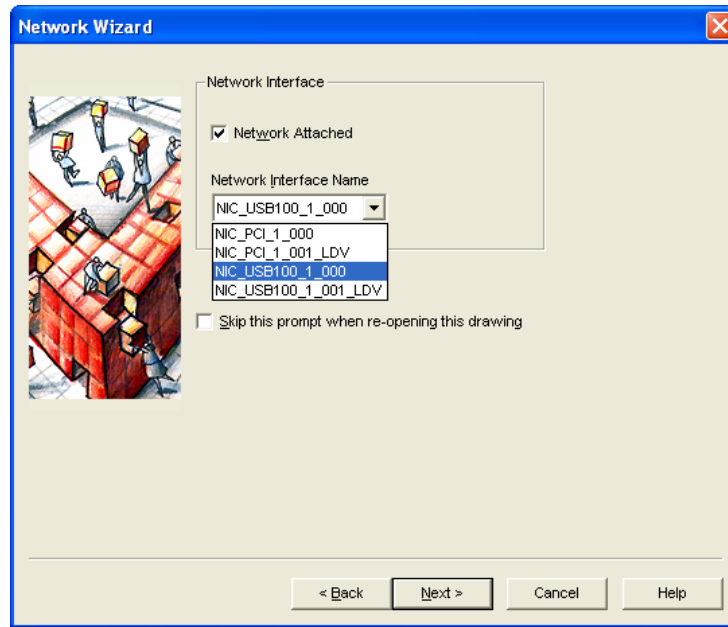 Network Wizard
Network Interface
Network Attached
Network Interface Name
NIC_USB100_1_000
NIC_PCI_1_000
NIC_PCI_1_001_LDV
NIC_USB100_1_000
NIC_USB100_1_001_LDV
Skip this prompt when re-opening this drawing
< Back Next > Cancel Help